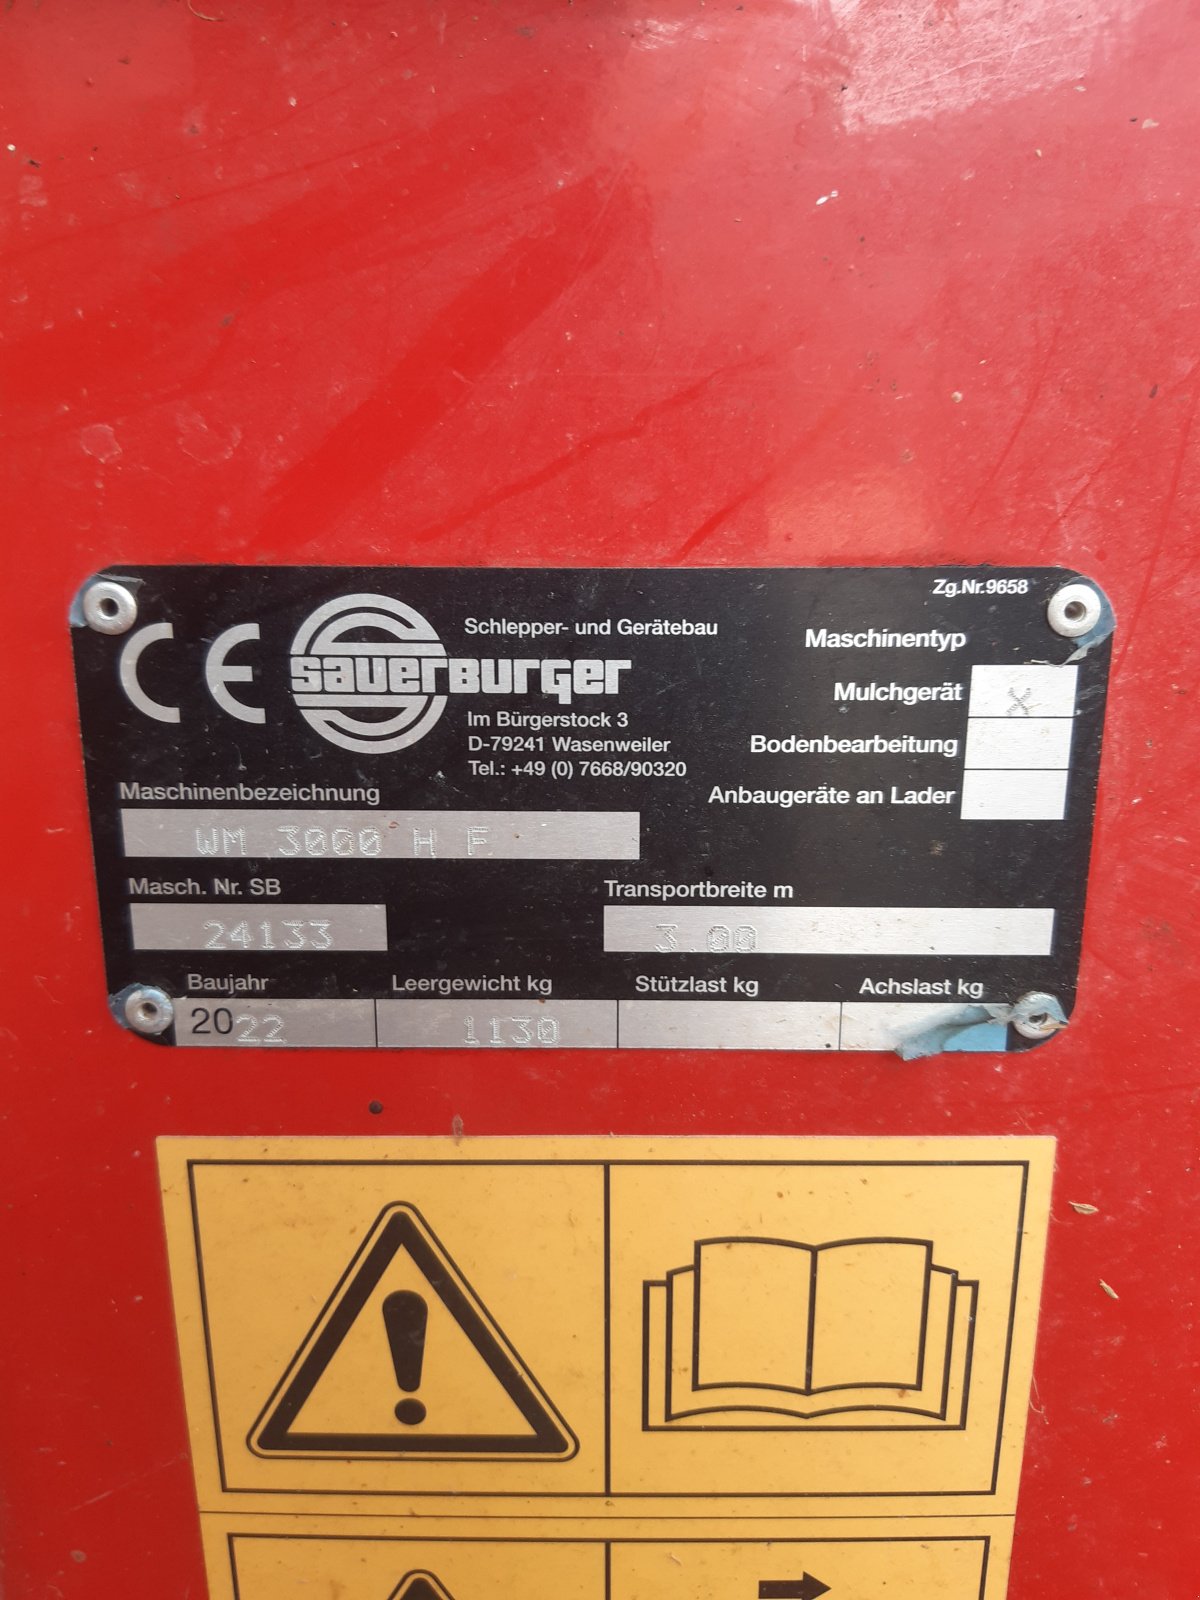 Zg.Nr.9658
CE
sauerburger
Schlepper- und Gerätebau
Im Bürgerstock 3
D-79241 Wasenweiler
Tel.: +49 (0) 7668/90320
Maschinentyp
Mulchgerät X
Bodenbearbeitung
Anbaugeräte an Lader
Maschinenbezeichnung
WM 3000 H F
Masch. Nr. SB
24133
Transportbreite m
3.00
Baujahr Leergewicht kg Stützlast kg Achslast kg
2022 1130